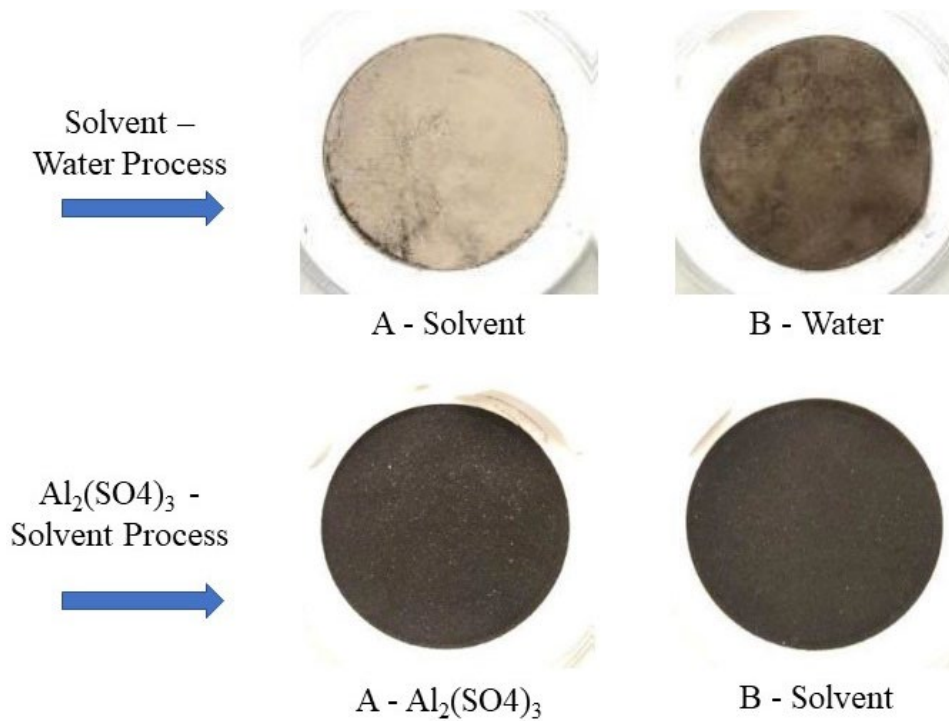 Solvent –
Water Process
A - Solvent
B - Water
Al₂(SO4)₃ -
Solvent Process
A - Al₂(SO4)₃
B - Solvent